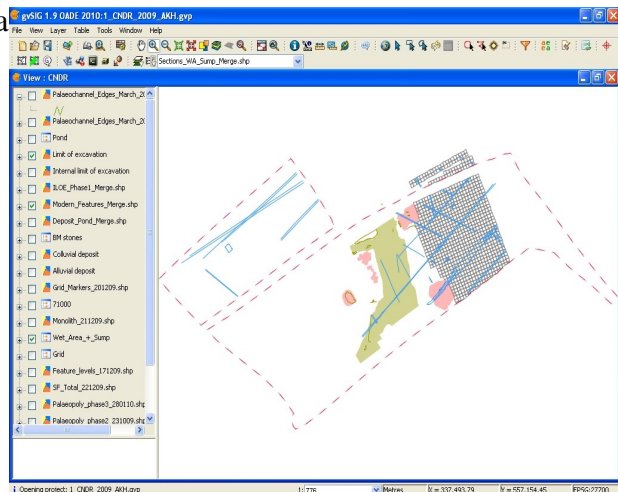 a
gvSIG 1.9 OADE 2010:1_CNDR_2009_AKH.gvp
File View Layer Table Tools Window Help
Sections_WA_Sump_Merge.shp
View : CNDR
Palaeochannel_Edges_March_20
Palaeochannel_Edges_March_20
Pond
Limit of excavation
Internal limit of excavation
ILOE_Phase1_Merge.shp
Modern_Features_Merge.shp
Deposit_Pond_Merge.shp
BM stones
Colluvial deposit
Alluvial deposit
Grid_Markers_201209.shp
71000
Monolith_211209.shp
Wet_Area_+_Sump
Grid
Feature_levels_171209.shp
SF_Total_221209.shp
Palaeopoly_phase3_280110.shp
Palaeopoly_phase2_231009.shp
Opening project: 1_CNDR_2009_AKH.gvp 1: 776 Metres X = 337.493,79 Y = 557.154,45 EPSG:27700